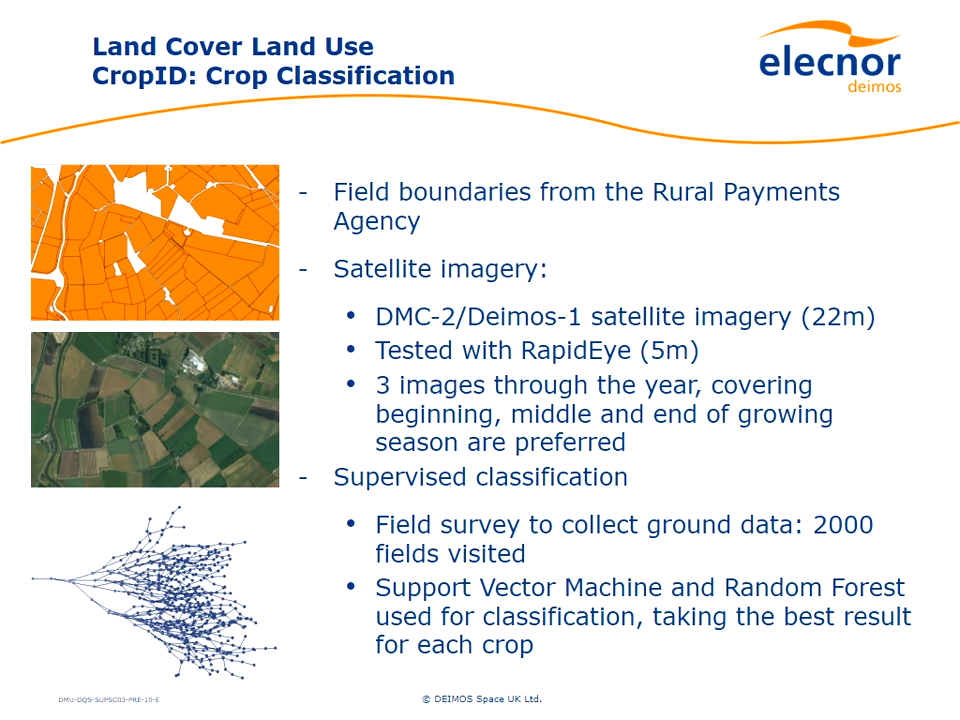 Land Cover Land Use
CropID: Crop Classification
elecnor
deimos
- Field boundaries from the Rural Payments
Agency
- Satellite imagery:
• DMC-2/Deimos-1 satellite imagery (22m)
• Tested with RapidEye (5m)
• 3 images through the year, covering
beginning, middle and end of growing
season are preferred
- Supervised classification
• Field survey to collect ground data: 2000
fields visited
• Support Vector Machine and Random Forest
used for classification, taking the best result
for each crop
DMU-DQS-SUPSC03-PRE-10-E
© DEIMOS Space UK Ltd.